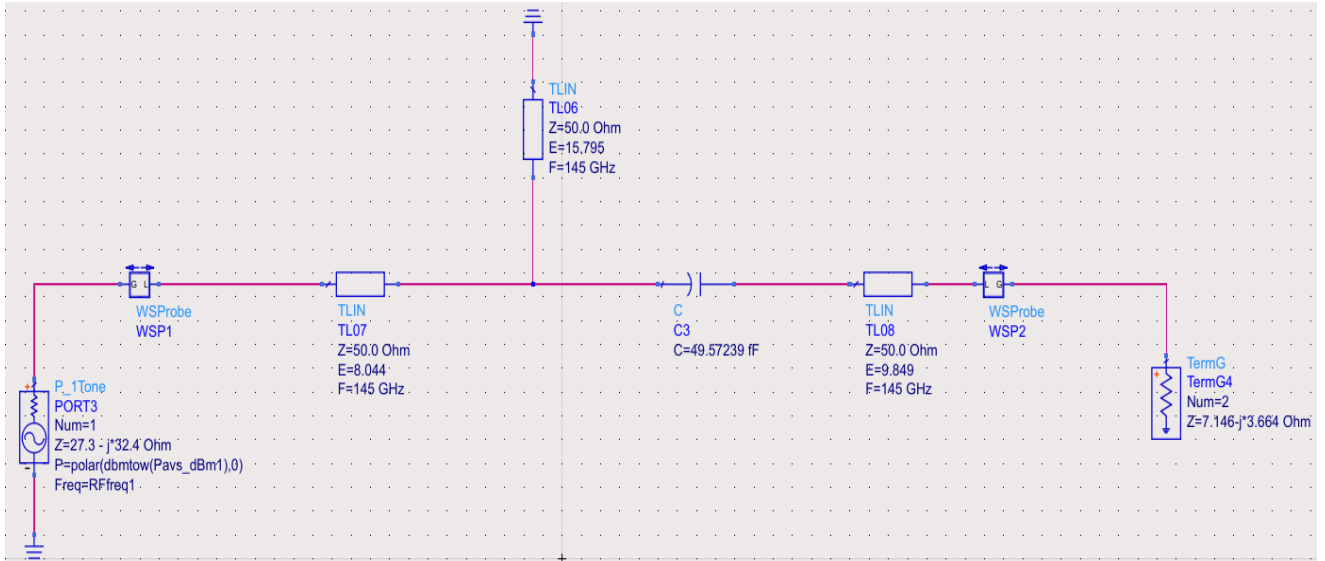 TLIN
TL06
Z=50.0 Ohm
E=15.795
F=145 GHz
G L
WSProbe
WSP1
TLIN
TL07
Z=50.0 Ohm
E=8.044
F=145 GHz
C
C3
C=49.57239 fF
TLIN
TL08
Z=50.0 Ohm
E=9.849
F=145 GHz
L G
WSProbe
WSP2
+
P_1Tone
PORT3
Num=1
Z=27.3 - j*32.4 Ohm
P=polar(dbmtow(Pavs_dBm1),0)
Freq=RFfreq1
-
+
TermG
TermG4
Num=2
Z=7.146-j*3.664 Ohm